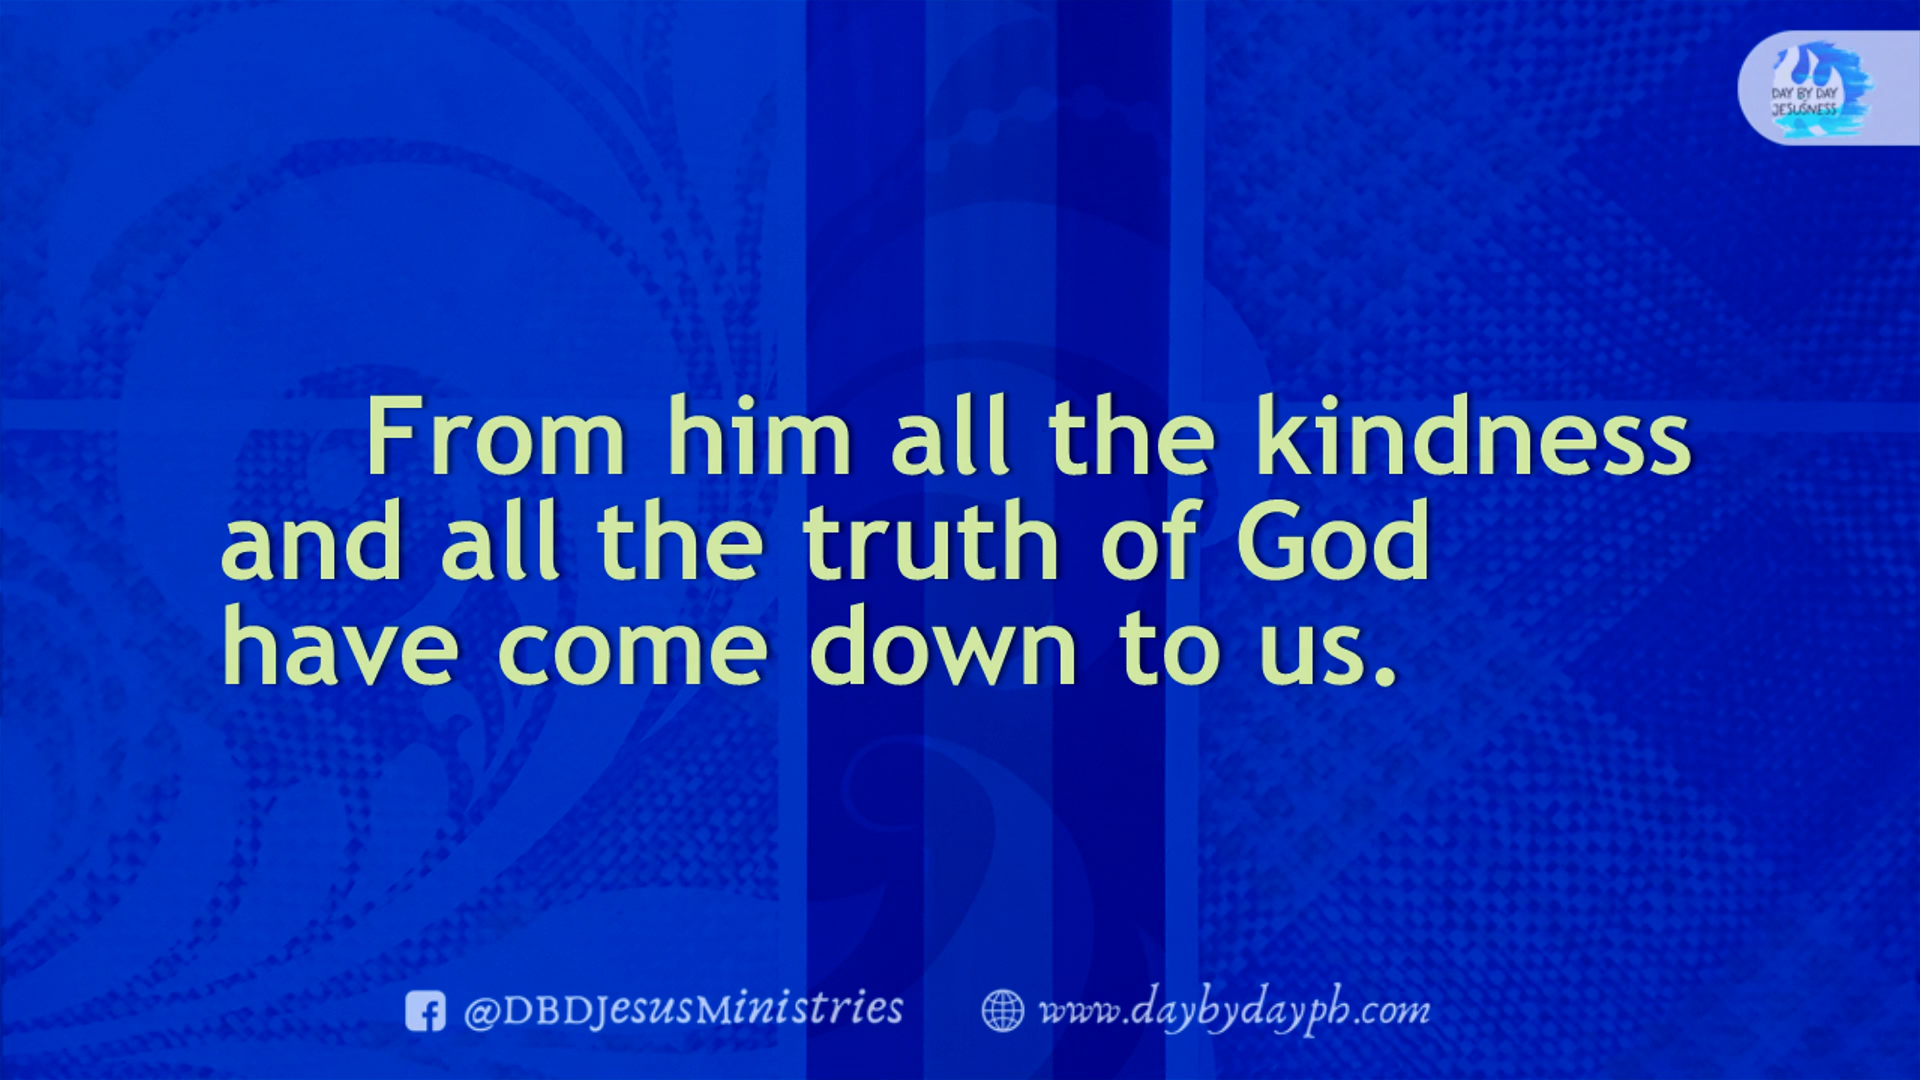 DAY BY DAY
JESUSNESS
From him all the kindness
and all the truth of God
have come down to us.
@DBDJesusMinistries
www.daybydayph.com